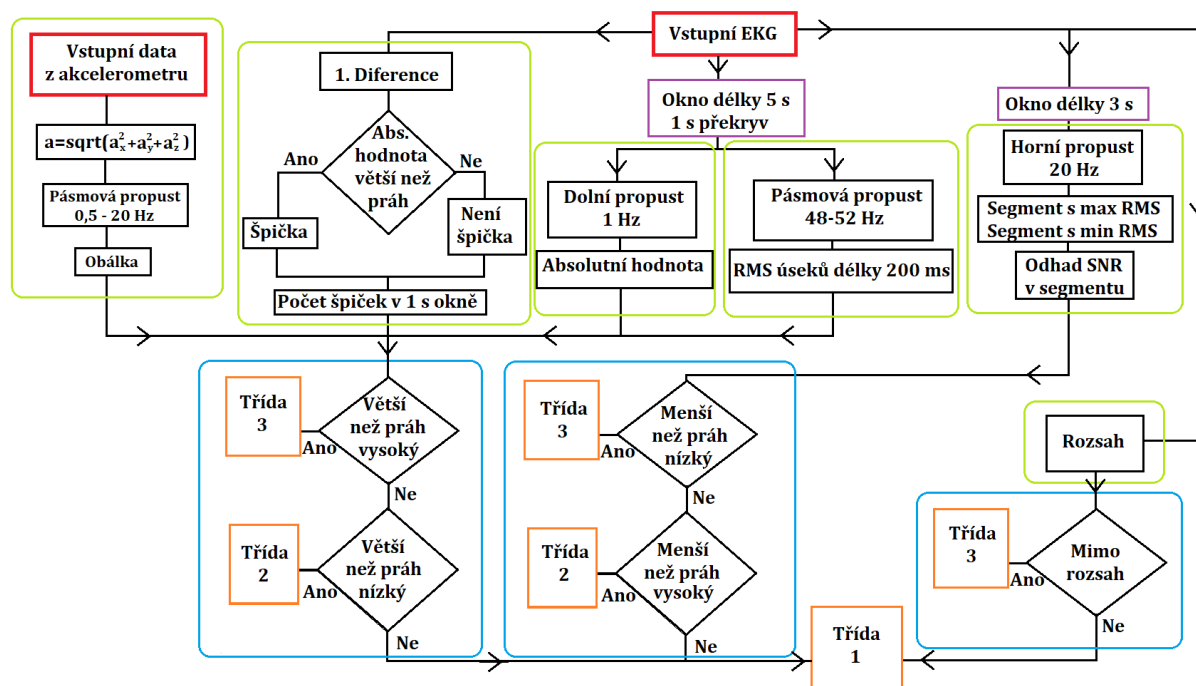 Vstupní data
z akcelerometru
a=sqrt(a²ₓ+a²ᵧ+a²_z)
Pásmová propust
0,5 - 20 Hz
Obálka
Vstupní EKG
1. Diference
Abs.
hodnota
větší než
práh
Ano
Ne
Špička
Není
špička
Počet špiček v 1 s okně
Okno délky 5 s
1 s překryv
Dolní propust
1 Hz
Absolutní hodnota
Pásmová propust
48-52 Hz
RMS úseků délky 200 ms
Okno délky 3 s
Horní propust
20 Hz
Segment s max RMS
Segment s min RMS
Odhad SNR
v segmentu
Třída
3
Větší
než práh
vysoký
Ano
Ne
Třída
2
Větší
než práh
nízký
Ano
Ne
Třída
3
Menší
než práh
nízký
Ano
Ne
Třída
2
Menší
než práh
vysoký
Ano
Ne
Rozsah
Třída
3
Mimo
rozsah
Ano
Ne
Třída
1